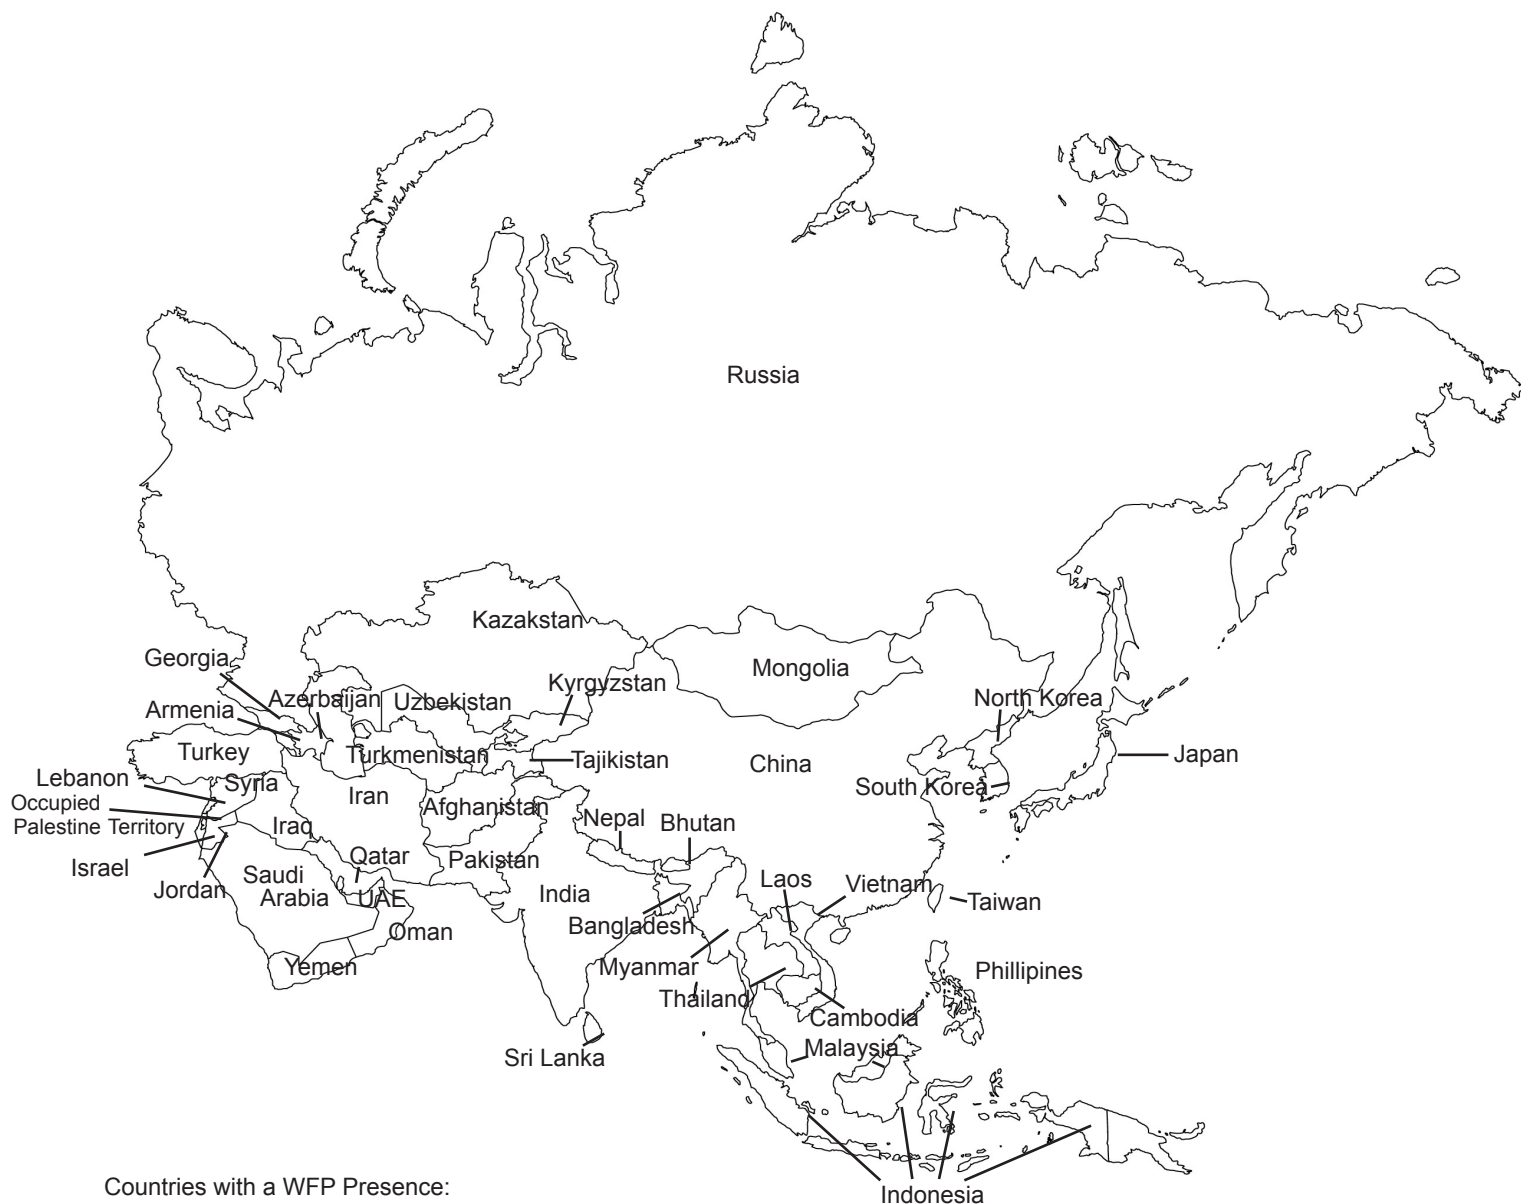 Russia
Kazakstan
Georgia
Mongolia
Kyrgyzstan
Azerbaijan
Uzbekistan
North Korea
Armenia
Turkey
Turkmenistan
Tajikistan
China
Japan
Lebanon
Syria
South Korea
Iran
Afghanistan
Occupied
Palestine Territory
Nepal
Bhutan
Iraq
Israel
Qatar
Pakistan
Jordan
Saudi
Arabia
UAE
India
Laos
Vietnam
Taiwan
Bangladesh
Oman
Yemen
Myanmar
Phillipines
Thailand
Cambodia
Sri Lanka
Malaysia
Countries with a WFP Presence:
Indonesia